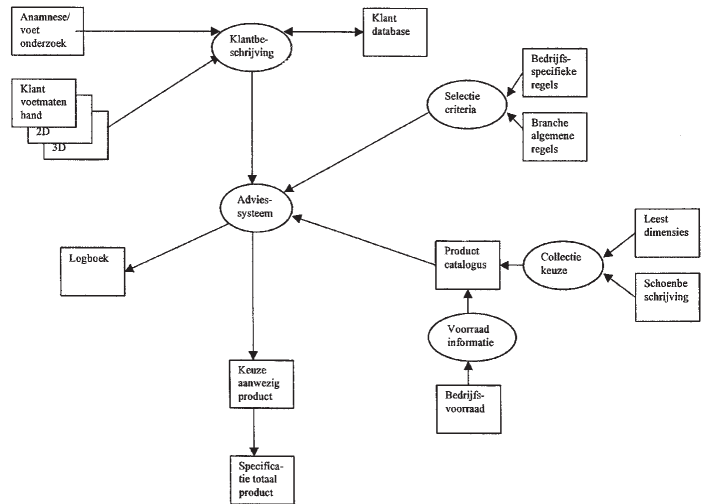 Anamnese/
voet
onderzoek
Klantbe-
schrijving
Klant
database
Klant
voetmaten
hand
2D
3D
Bedrijfs-
specifieke
regels
Selectie
criteria
Branche
algemene
regels
Advies-
systeem
Logboek
Product
catalogus
Collectie
keuze
Leest
dimensies
Schoenbe
schrijving
Voorraad
informatie
Keuze
aanwezig
product
Bedrijfs-
voorraad
Specifica-
tie totaal
product